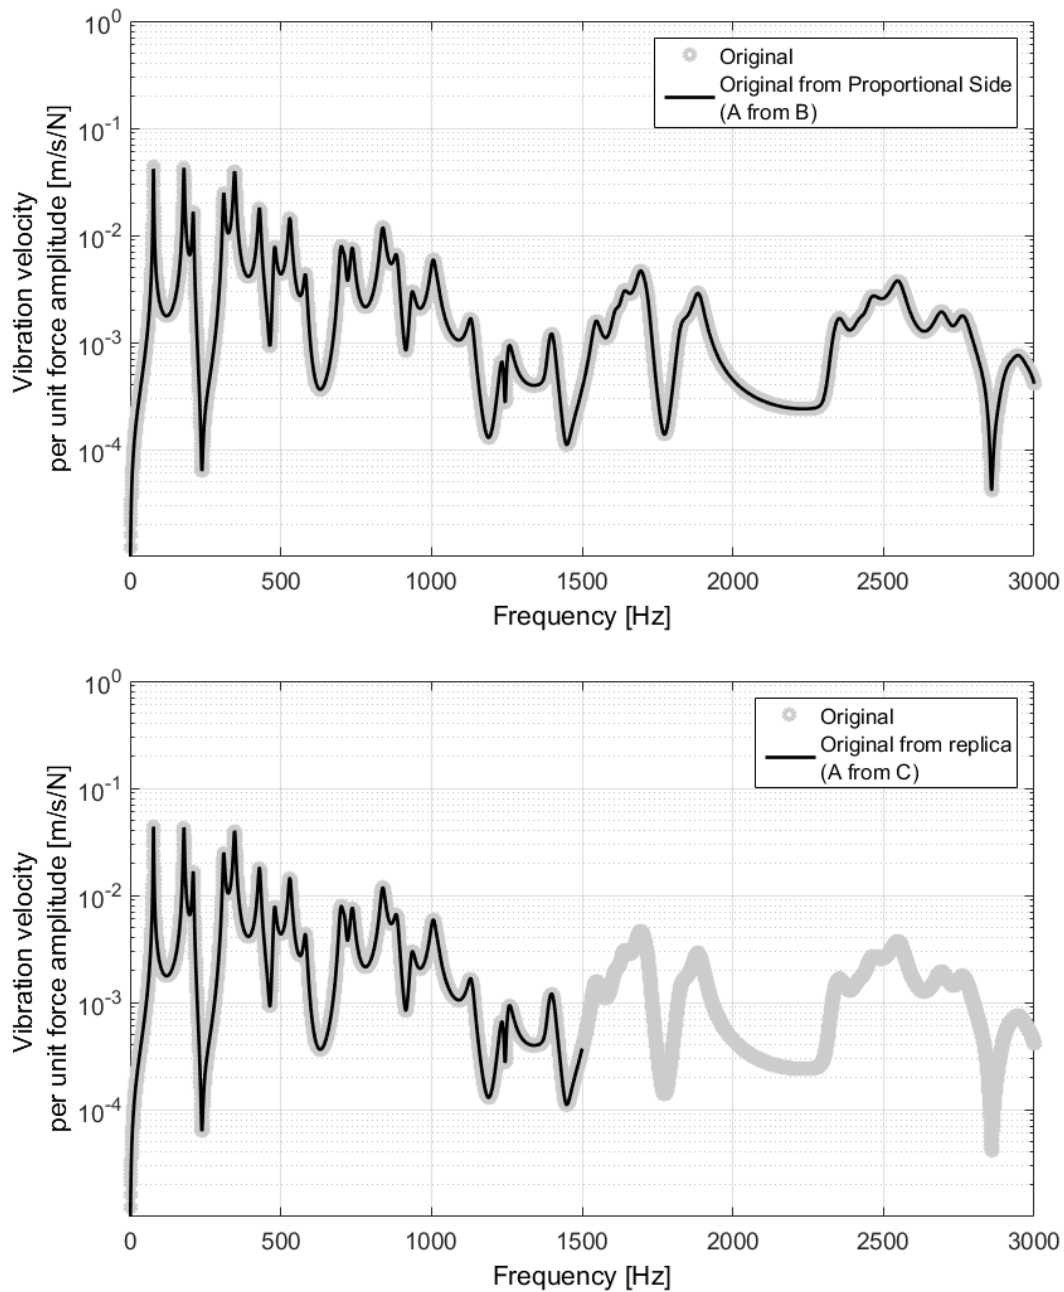 10^0
10^-1
10^-2
10^-3
10^-4
Vibration velocity
per unit force amplitude [m/s/N]
Original
Original from Proportional Side
(A from B)
0 500 1000 1500 2000 2500 3000
Frequency [Hz]
10^0
10^-1
10^-2
10^-3
10^-4
Vibration velocity
per unit force amplitude [m/s/N]
Original
Original from replica
(A from C)
0 500 1000 1500 2000 2500 3000
Frequency [Hz]